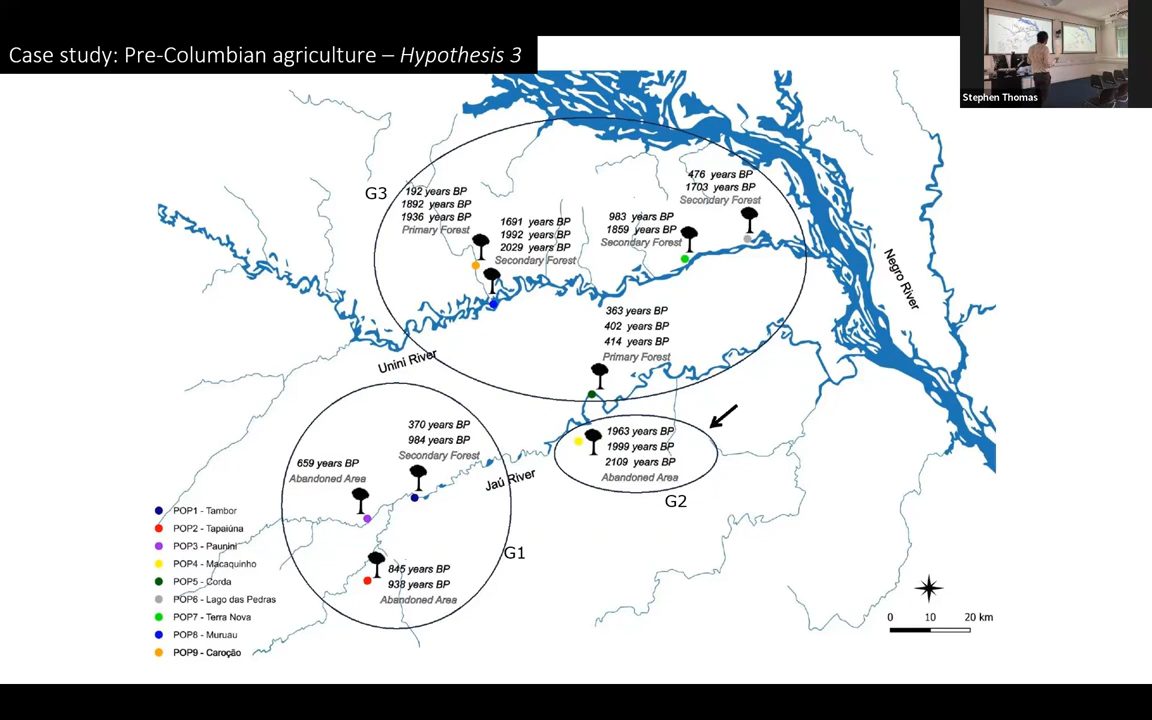 Case study: Pre-Columbian agriculture – Hypothesis 3
Stephen Thomas
G3
192 years BP
1892 years BP
1936 years BP
Primary Forest
1691 years BP
1992 years BP
2029 years BP
Secondary Forest
983 years BP
1859 years BP
Secondary Forest
476 years BP
1703 years BP
Secondary Forest
Negro River
363 years BP
402 years BP
414 years BP
Primary Forest
Unini River
370 years BP
984 years BP
Secondary Forest
659 years BP
Abandoned Area
Jaú River
1963 years BP
1999 years BP
2109 years BP
Abandoned Area
G2
G1
845 years BP
938 years BP
Abandoned Area
POP1 - Tambor
POP2 - Tapaiúna
POP3 - Paunini
POP4 - Macaquinho
POP5 - Corda
POP6 - Lago das Pedras
POP7 - Terra Nova
POP8 - Muruau
POP9 - Caroção
0 10 20 km